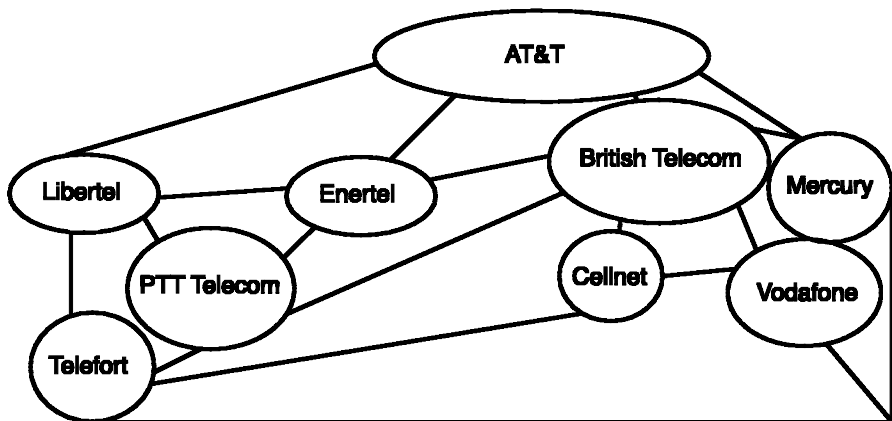 AT&T
British Telecom
Mercury
Libertel
Enertel
PTT Telecom
Cellnet
Vodafone
Telefort